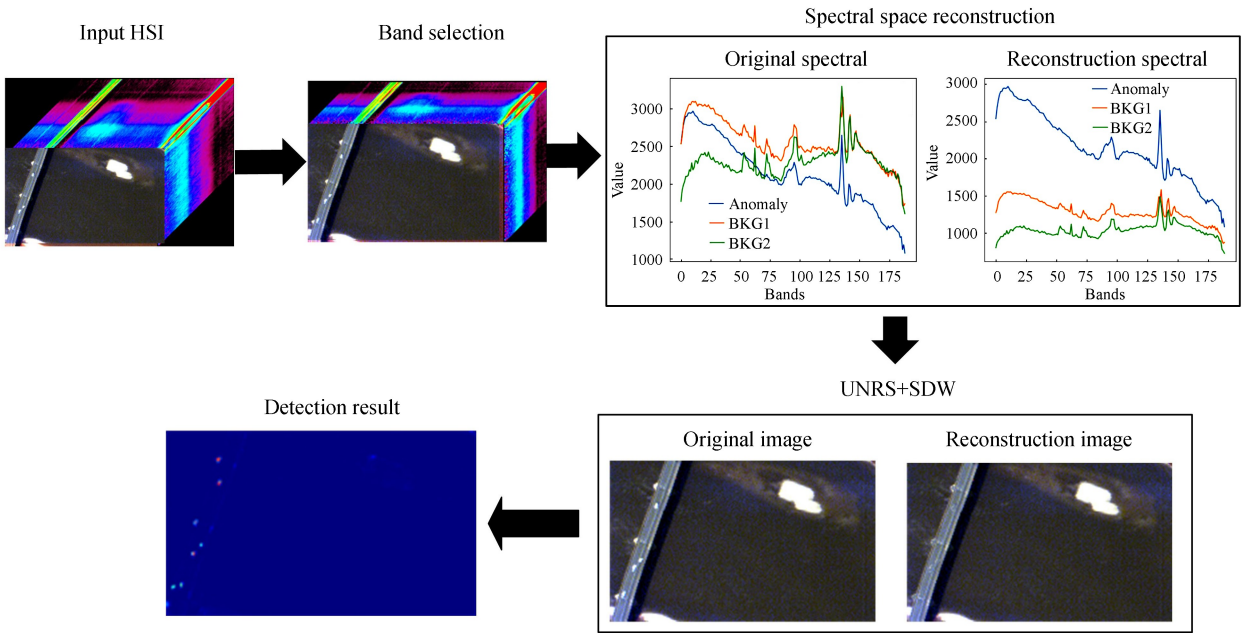 Input HSI
Band selection
Spectral space reconstruction
Original spectral
Reconstruction spectral
3000
2500
2000
1500
1000
Value
Anomaly
BKG1
BKG2
0 25 50 75 100 125 150 175
Bands
3000
2500
2000
1500
1000
Value
Anomaly
BKG1
BKG2
0 25 50 75 100 125 150 175
Bands
UNRS+SDW
Original image
Reconstruction image
Detection result